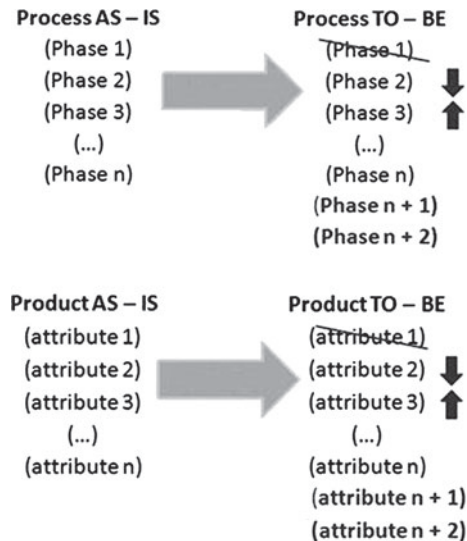 Process AS – IS
(Phase 1)
(Phase 2)
(Phase 3)
(...)
(Phase n)
Process TO – BE
(Phase 1)
(Phase 2)
(Phase 3)
(...)
(Phase n)
(Phase n + 1)
(Phase n + 2)
Product AS – IS
(attribute 1)
(attribute 2)
(attribute 3)
(...)
(attribute n)
Product TO – BE
(attribute 1)
(attribute 2)
(attribute 3)
(...)
(attribute n)
(attribute n + 1)
(attribute n + 2)